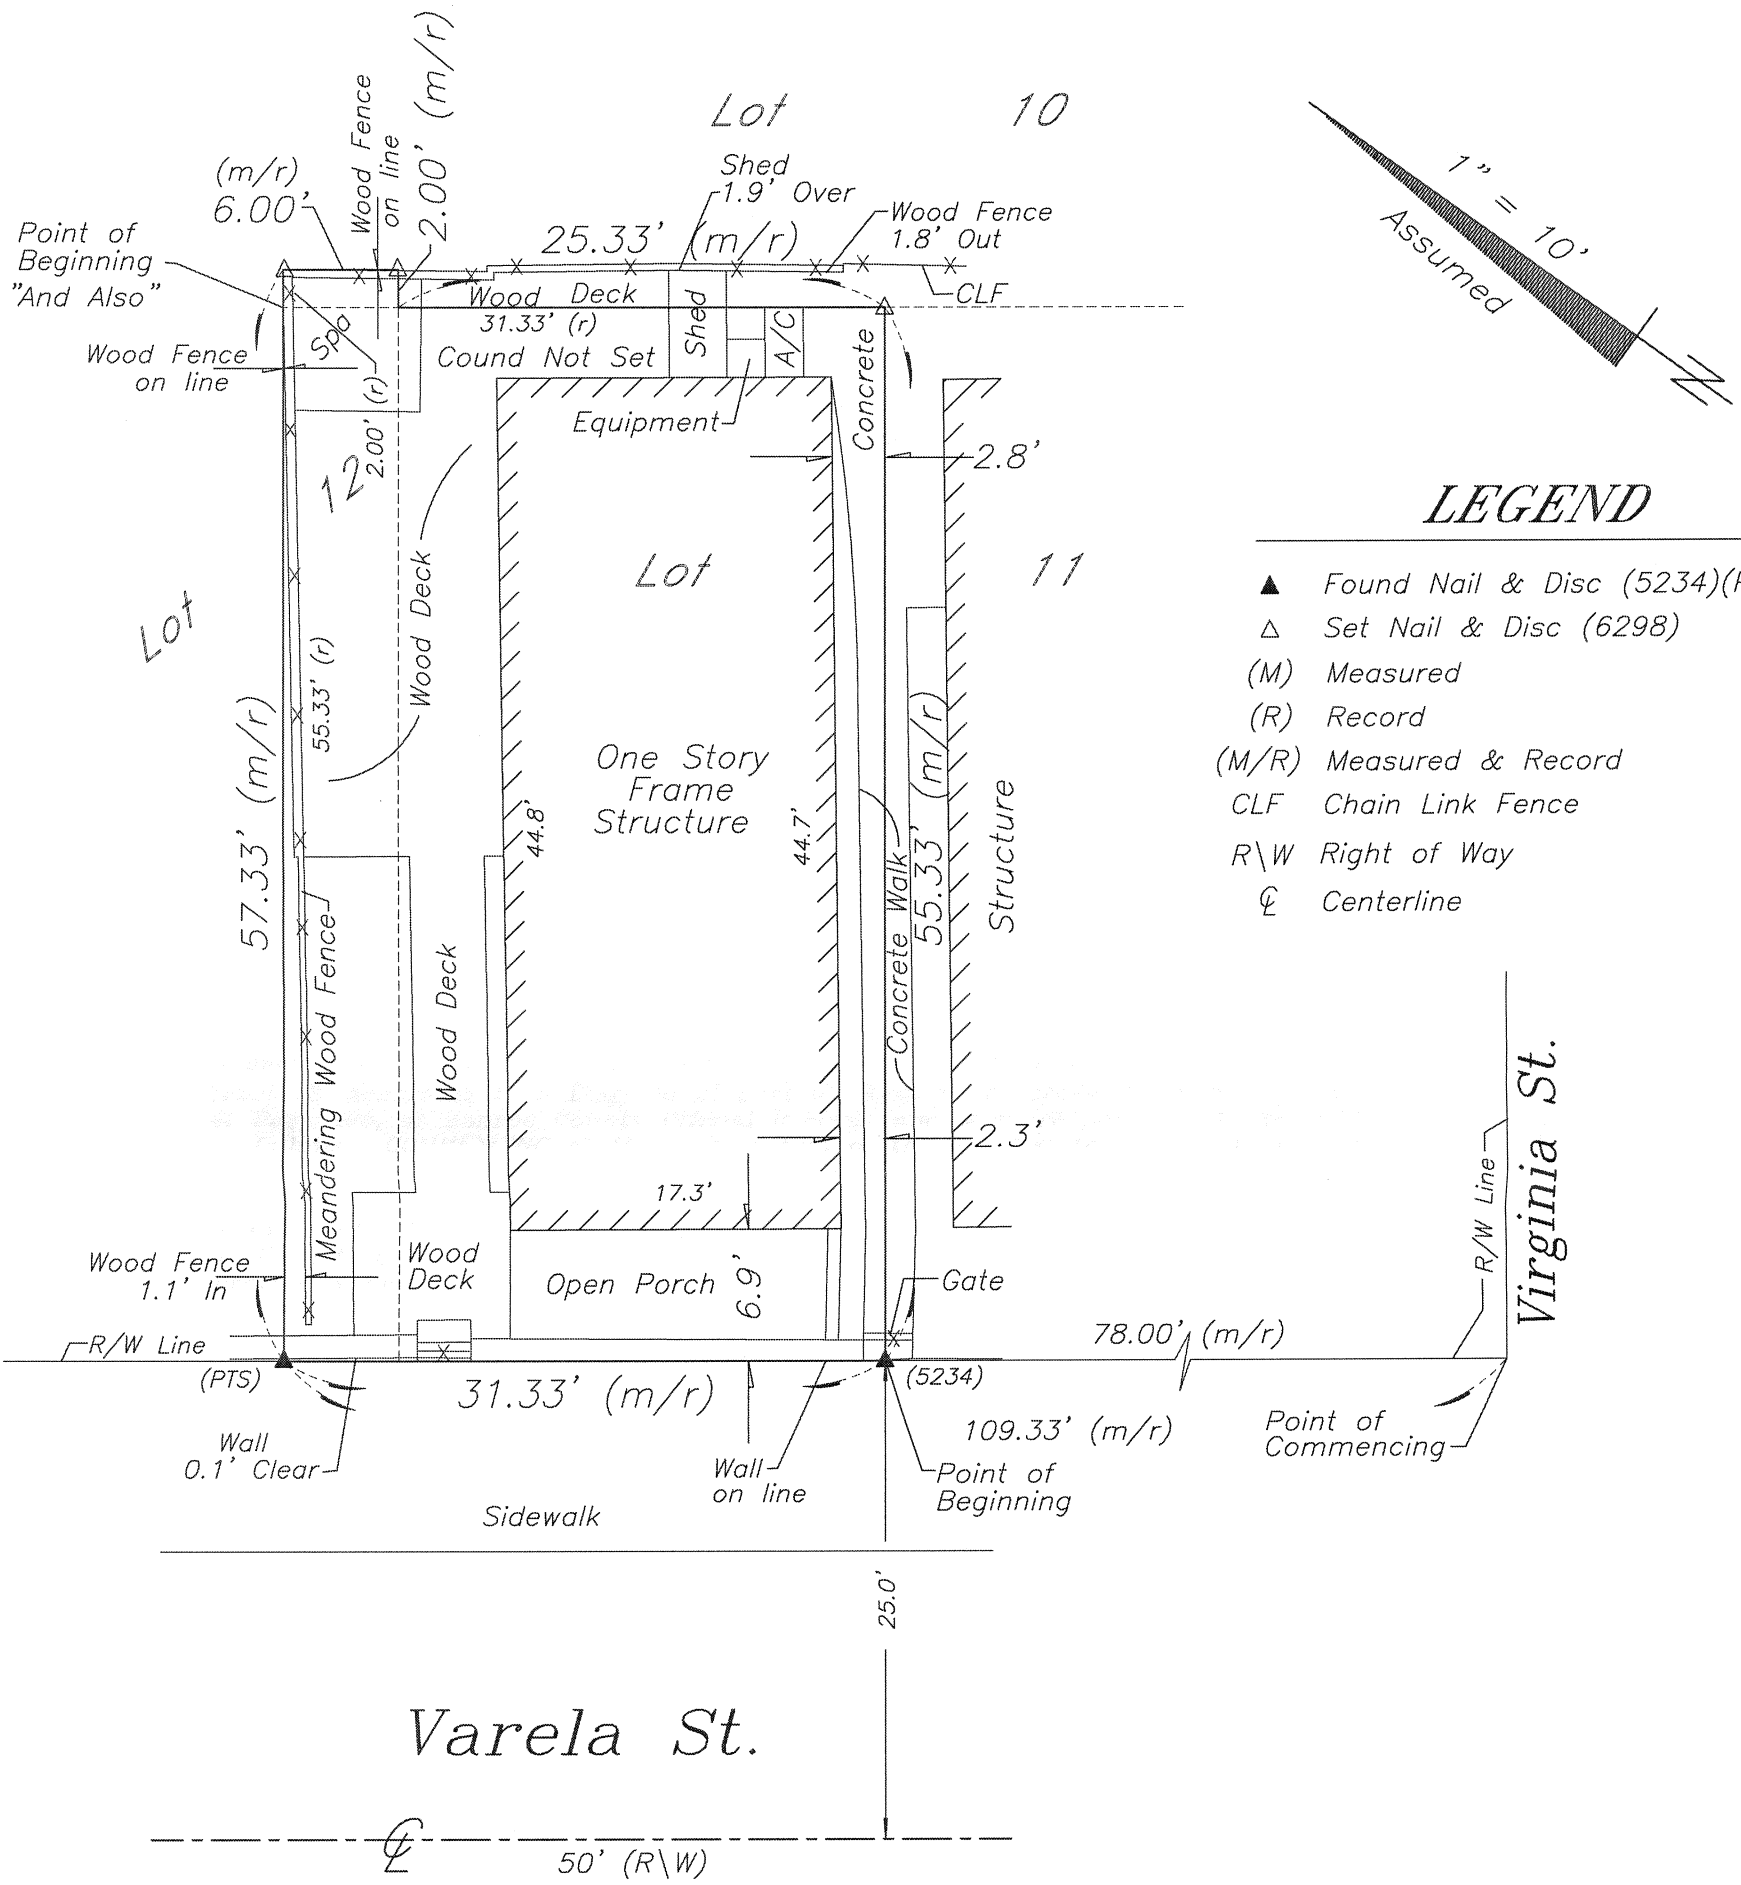 Lot 10
(m/r)
6.00'
Wood Fence
on line
2.00' (m/r)
Shed
1.9' Over
Wood Fence
1.8' Out
25.33' (m/r)
1" = 10'
Assumed
N
Point of
Beginning
"And Also"
Wood Deck
CLF
31.33' (r)
Spa
Cound Not Set
Shed
A/C
Concrete
Wood Fence
on line
Equipment
2.00' (r)
12
2.8'
LEGEND
Wood Deck
Lot
11
Lot
Found Nail & Disc (5234)(
Set Nail & Disc (6298)
(M) Measured
(R) Record
(M/R) Measured & Record
CLF Chain Link Fence
R\W Right of Way
℄ Centerline
55.33' (r)
57.33' (m/r)
One Story
Frame
Structure
44.8'
44.7'
55.33' (m/r)
Structure
Concrete Walk
Meandering Wood Fence
Wood Deck
2.3'
17.3'
R/W Line
Virginia St.
Wood Fence
1.1' In
Wood
Deck
Open Porch
6.9'
Gate
R/W Line
78.00' (m/r)
(PTS)
31.33' (m/r)
(5234)
109.33' (m/r)
Point of
Commencing
Wall
0.1' Clear
Wall
on line
Point of
Beginning
Sidewalk
25.0'
Varela St.
℄
50' (R\W)